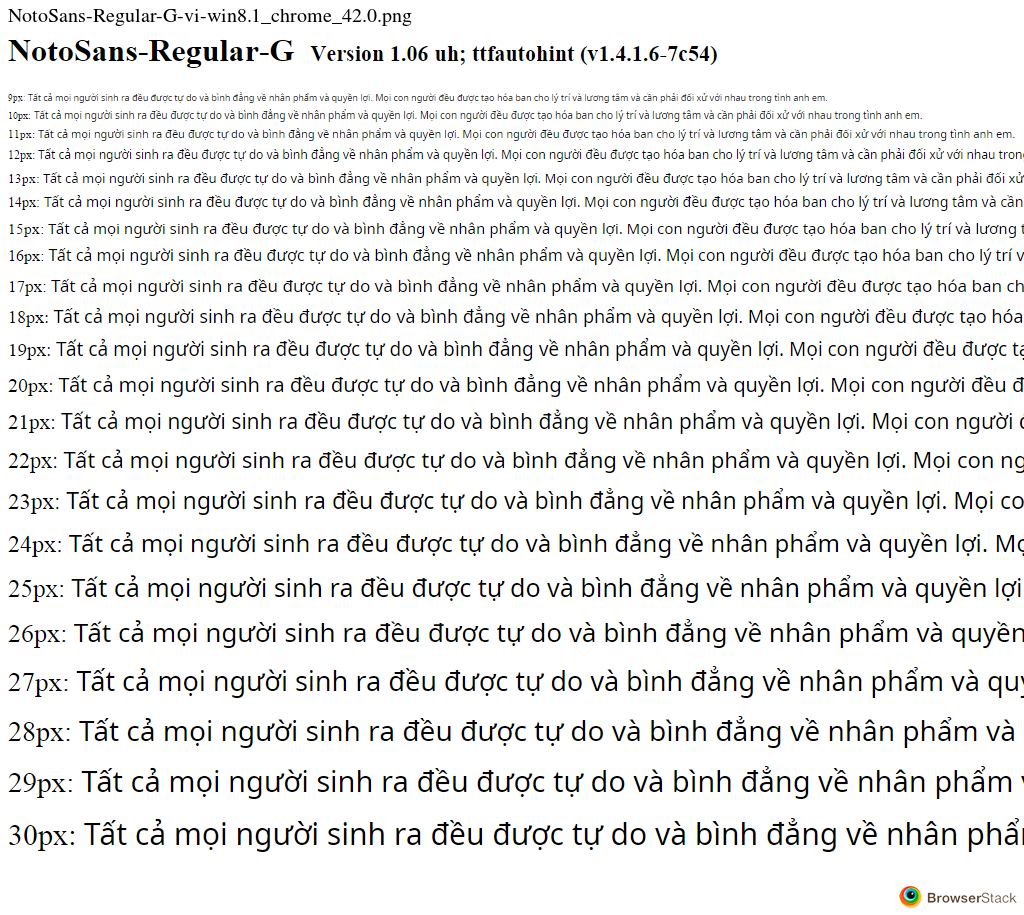 NotoSans-Regular-G-vi-win8.1_chrome_42.0.png
NotoSans-Regular-G Version 1.06 uh; ttfautohint (v1.4.1.6-7c54)
9px: Tất cả mọi người sinh ra đều được tự do và bình đẳng về nhân phẩm và quyền lợi. Mọi con người đều được tạo hóa ban cho lý trí và lương tâm và cần phải đối xử với nhau trong tình anh em.
10px: Tất cả mọi người sinh ra đều được tự do và bình đẳng về nhân phẩm và quyền lợi. Mọi con người đều được tạo hóa ban cho lý trí và lương tâm và cần phải đối xử với nhau trong tình anh em.
11px: Tất cả mọi người sinh ra đều được tự do và bình đẳng về nhân phẩm và quyền lợi. Mọi con người đều được tạo hóa ban cho lý trí và lương tâm và cần phải đối xử với nhau trong tình anh em.
12px: Tất cả mọi người sinh ra đều được tự do và bình đẳng về nhân phẩm và quyền lợi. Mọi con người đều được tạo hóa ban cho lý trí và lương tâm và cần phải đối xử với nhau tron
13px: Tất cả mọi người sinh ra đều được tự do và bình đẳng về nhân phẩm và quyền lợi. Mọi con người đều được tạo hóa ban cho lý trí và lương tâm và cần phải đối xử
14px: Tất cả mọi người sinh ra đều được tự do và bình đẳng về nhân phẩm và quyền lợi. Mọi con người đều được tạo hóa ban cho lý trí và lương tâm và cần
15px: Tất cả mọi người sinh ra đều được tự do và bình đẳng về nhân phẩm và quyền lợi. Mọi con người đều được tạo hóa ban cho lý trí và lương t
16px: Tất cả mọi người sinh ra đều được tự do và bình đẳng về nhân phẩm và quyền lợi. Mọi con người đều được tạo hóa ban cho lý trí v
17px: Tất cả mọi người sinh ra đều được tự do và bình đẳng về nhân phẩm và quyền lợi. Mọi con người đều được tạo hóa ban ch
18px: Tất cả mọi người sinh ra đều được tự do và bình đẳng về nhân phẩm và quyền lợi. Mọi con người đều được tạo hóa
19px: Tất cả mọi người sinh ra đều được tự do và bình đẳng về nhân phẩm và quyền lợi. Mọi con người đều được tạ
20px: Tất cả mọi người sinh ra đều được tự do và bình đẳng về nhân phẩm và quyền lợi. Mọi con người đều đ
21px: Tất cả mọi người sinh ra đều được tự do và bình đẳng về nhân phẩm và quyền lợi. Mọi con người
22px: Tất cả mọi người sinh ra đều được tự do và bình đẳng về nhân phẩm và quyền lợi. Mọi con ng
23px: Tất cả mọi người sinh ra đều được tự do và bình đẳng về nhân phẩm và quyền lợi. Mọi co
24px: Tất cả mọi người sinh ra đều được tự do và bình đẳng về nhân phẩm và quyền lợi. Mọ
25px: Tất cả mọi người sinh ra đều được tự do và bình đẳng về nhân phẩm và quyền lợi
26px: Tất cả mọi người sinh ra đều được tự do và bình đẳng về nhân phẩm và quyền
27px: Tất cả mọi người sinh ra đều được tự do và bình đẳng về nhân phẩm và quy
28px: Tất cả mọi người sinh ra đều được tự do và bình đẳng về nhân phẩm và
29px: Tất cả mọi người sinh ra đều được tự do và bình đẳng về nhân phẩm
30px: Tất cả mọi người sinh ra đều được tự do và bình đẳng về nhân phẩ
BrowserStack